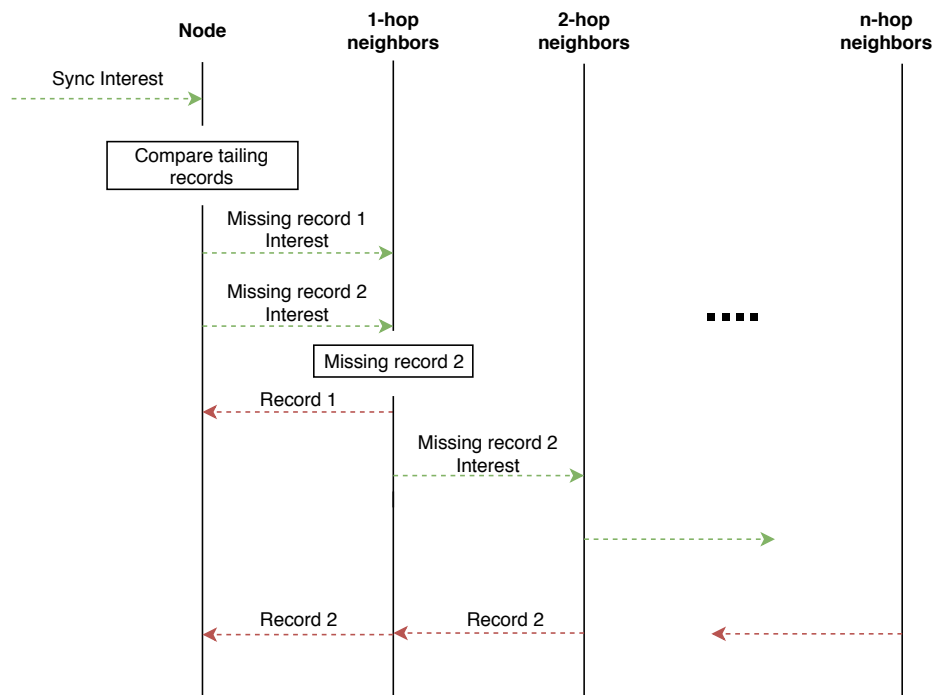 Node
1-hop
neighbors
2-hop
neighbors
n-hop
neighbors
Sync Interest
Compare tailing
records
Missing record 1
Interest
Missing record 2
Interest
Missing record 2
Record 1
Missing record 2
Interest
Record 2
Record 2